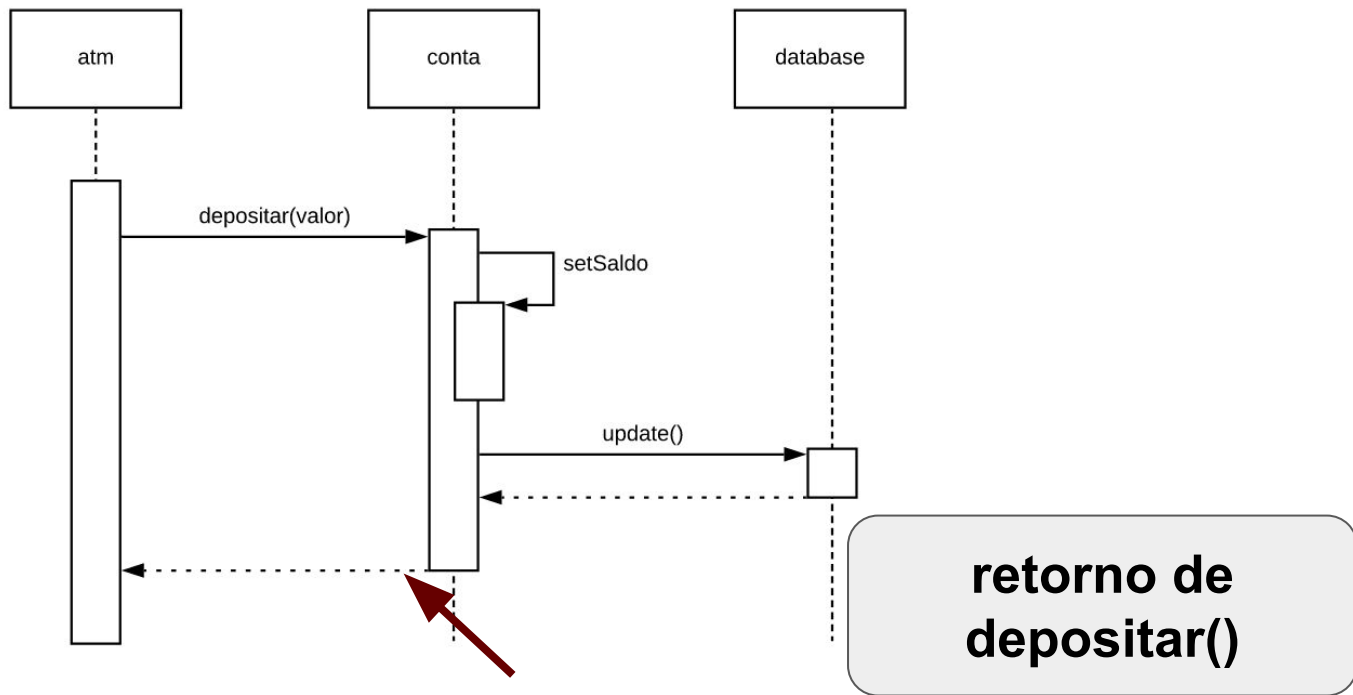 atm
conta
database
depositar(valor)
setSaldo
update()
retorno de
depositar()